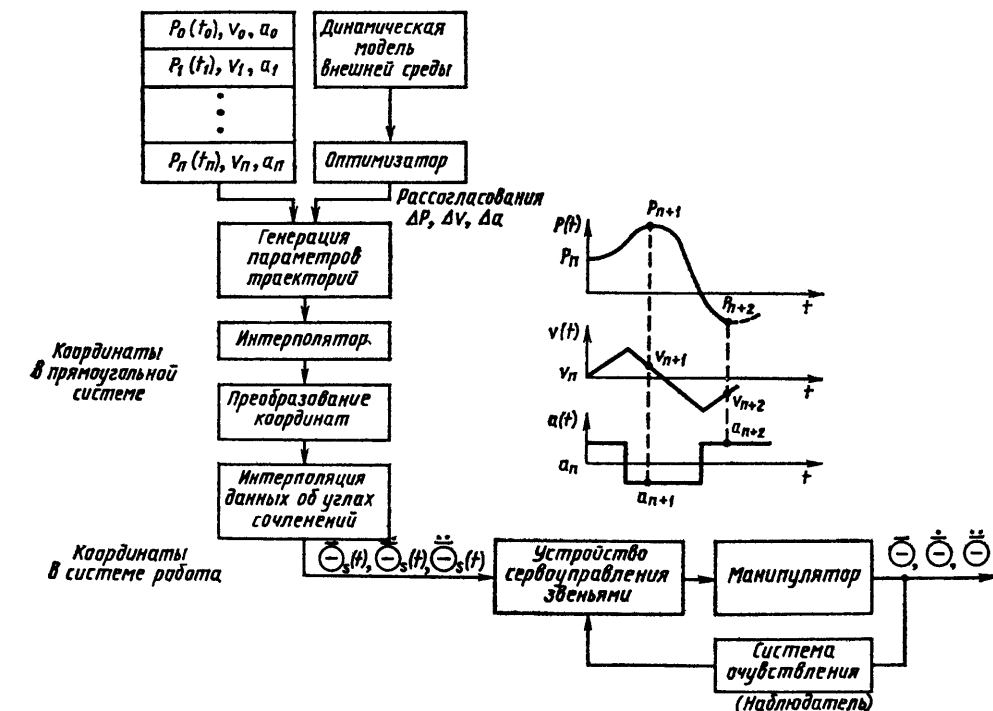 P₀(t₀), v₀, a₀
P₁(t₁), v₁, a₁
Pₙ(tₙ), vₙ, aₙ
Динамическая
модель
внешней среды
Оптимизатор
Рассогласования
ΔP, Δv, Δa
Генерация
параметров
траекторий
Интерполятор
Координаты
в прямоугольной
системе
Преобразование
координат
Интерполяция
данных об углах
сочленений
Координаты
в системе робота
Θ̄ₛ(t), Θ̄̇ₛ(t), Θ̄̈ₛ(t)
P(t)
Pₙ
Pₙ₊₁
Pₙ₊₂
t
v(t)
vₙ
vₙ₊₁
vₙ₊₂
t
a(t)
aₙ
aₙ₊₁
aₙ₊₂
t
Устройство
сервоуправления
звеньями
Манипулятор
Θ̄, Θ̄̇, Θ̄̈
Система
очувствления
(Наблюдатель)